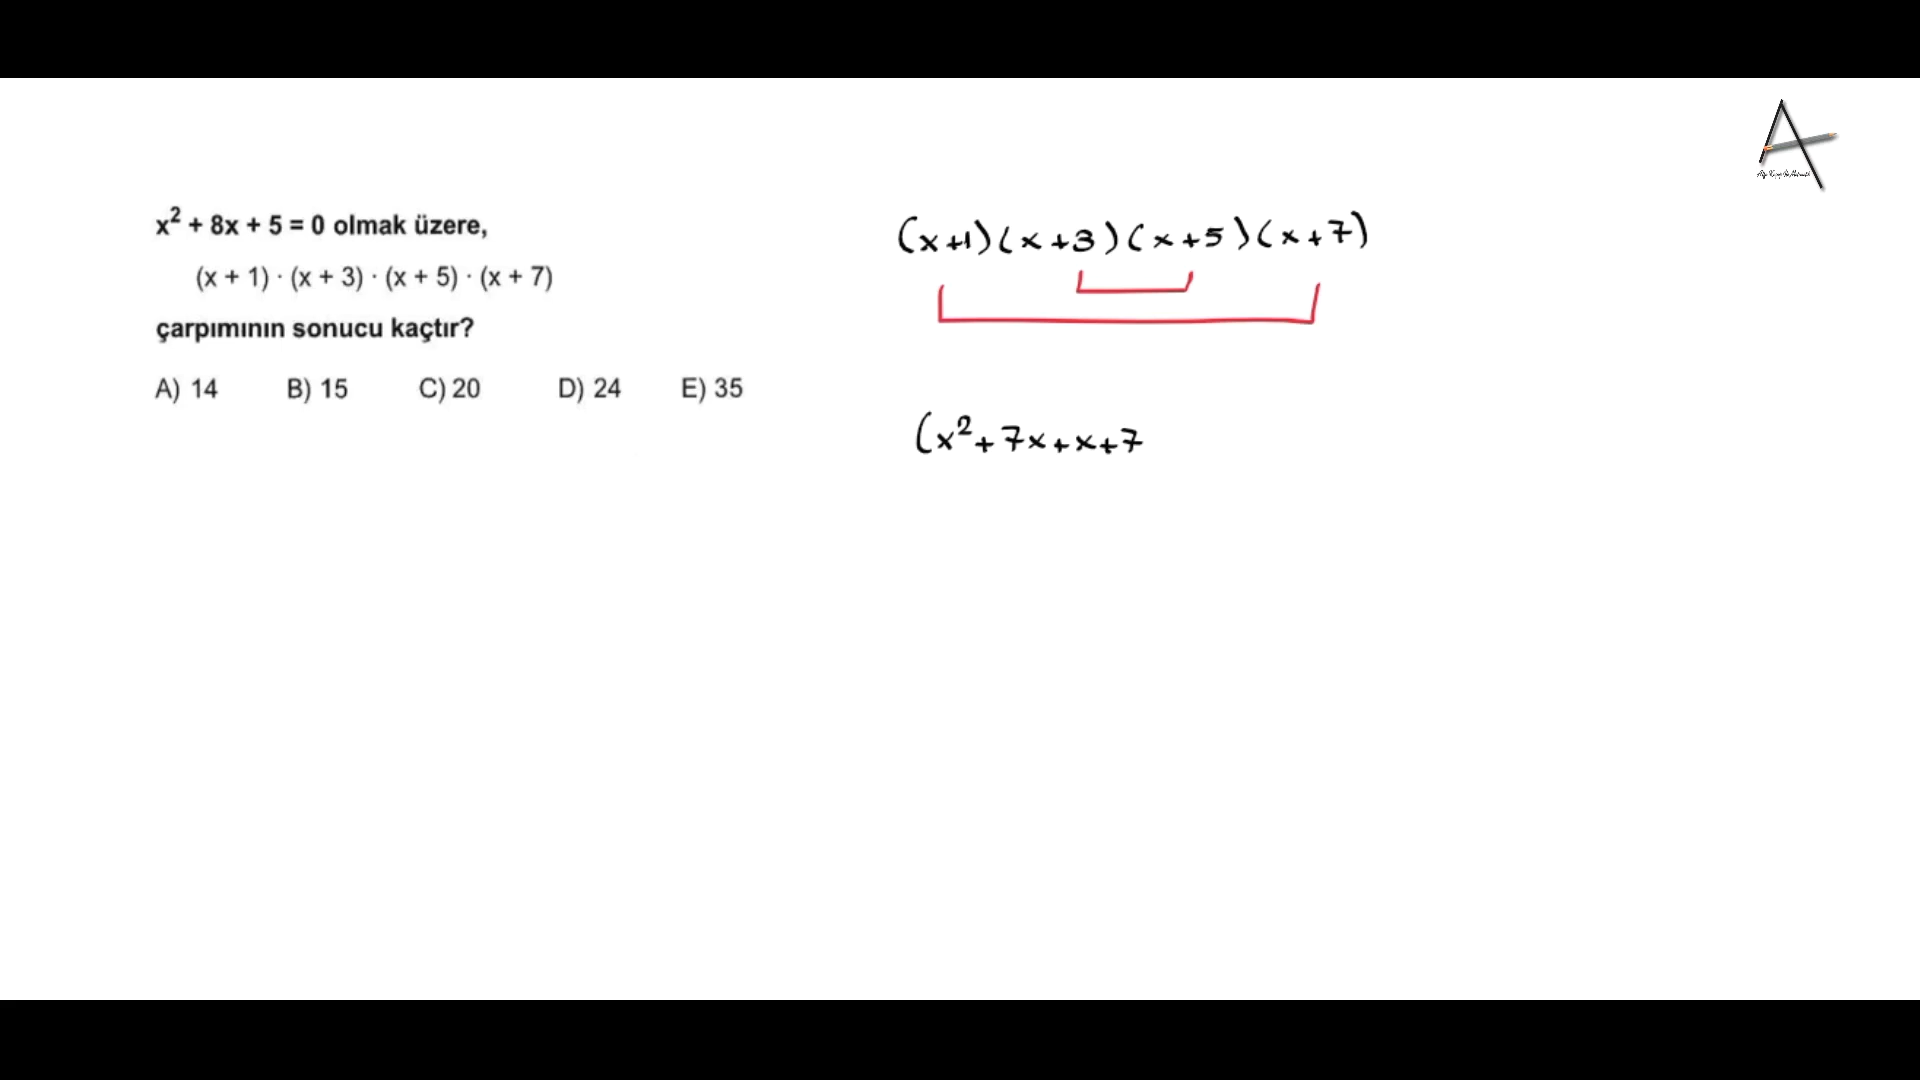 x² + 8x + 5 = 0 olmak üzere,
(x + 1) · (x + 3) · (x + 5) · (x + 7)
çarpımının sonucu kaçtır?
A) 14 B) 15 C) 20 D) 24 E) 35
(x+1)(x+3)(x+5)(x+7)
(x²+7x+x+7